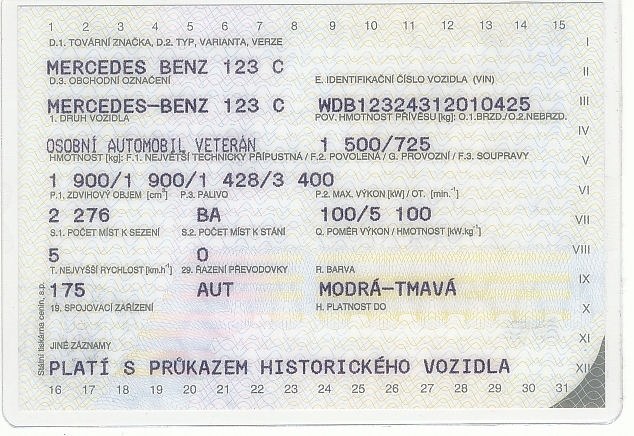 1 2 3 4 5 6 7 8 9 10 11 12 13 14 15
D.1. TOVÁRNÍ ZNAČKA, D.2. TYP, VARIANTA, VERZE
I
MERCEDES BENZ 123 C
II
D.3. OBCHODNÍ OZNAČENÍ E. IDENTIFIKAČNÍ ČÍSLO VOZIDLA (VIN)
MERCEDES-BENZ 123 C WDB12324312010425
III
1. DRUH VOZIDLA POV. HMOTNOST PŘÍVĚSU [kg]: O.1.BRZD./O.2.NEBRZD.
IV
OSOBNÍ AUTOMOBIL VETERÁN 1 500/725
HMOTNOST [kg]: F.1. NEJVĚTŠÍ TECHNICKY PŘÍPUSTNÁ / F.2. POVOLENÁ / G. PROVOZNÍ / F.3. SOUPRAVY
V
1 900/1 900/1 428/3 400
VI
P.1. ZDVIHOVÝ OBJEM [cm³] P.3. PALIVO P.2. MAX. VÝKON [kW] / OT. [min.⁻¹]
2 276 BA 100/5 100
VII
S.1. POČET MÍST K SEZENÍ S.2. POČET MÍST K STÁNÍ Q. POMĚR VÝKON / HMOTNOST [kW.kg⁻¹]
VIII
5 0
T. NEJVYŠŠÍ RYCHLOST [km.h⁻¹] 29. ŘAZENÍ PŘEVODOVKY R. BARVA
IX
175 AUT MODRÁ-TMAVÁ
19. SPOJOVACÍ ZAŘÍZENÍ H. PLATNOST DO
X
XI
JINÉ ZÁZNAMY
PLATÍ S PRŮKAZEM HISTORICKÉHO VOZIDLA
XII
16 17 18 19 20 21 22 23 24 25 26 27 28 29 30 31
Státní tiskárna cenin, s.p.